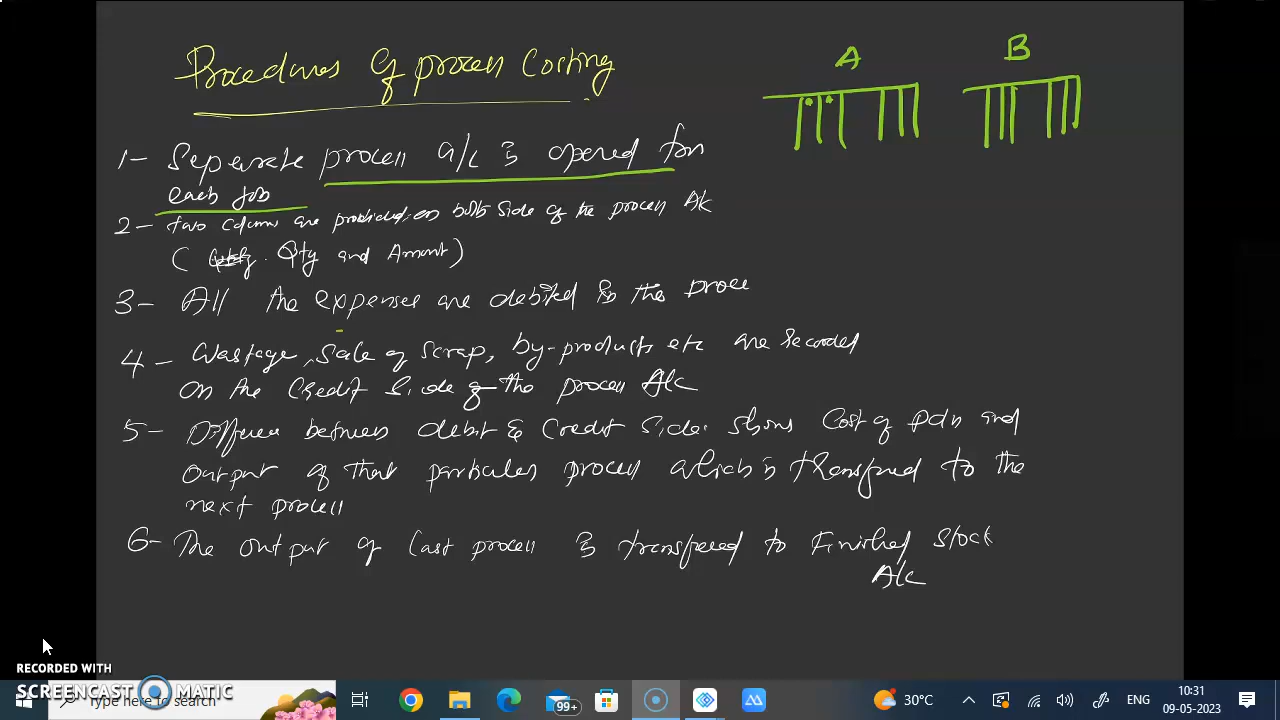 Procedures of process Costing
A B
1- Seperate process a/c is opened for
each Job
2- Two column are provided on both side of the process A/c
( Qty and Amount )
3- All the expenses are debited to this proce
4- Wastage, Sale of Scrap, by-products etc are recorded
On the Credit Side of the process A/c
5- Difference between debit & Credit Side shows Cost of Pdn and
output of that particular process which is transfered to the
next process
6- The output of last process is transfered to Finished Stock
A/c
RECORDED WITH
SCREENCAST MATIC
Type here to search
99+
30°C
ENG
10:31
09-05-2023